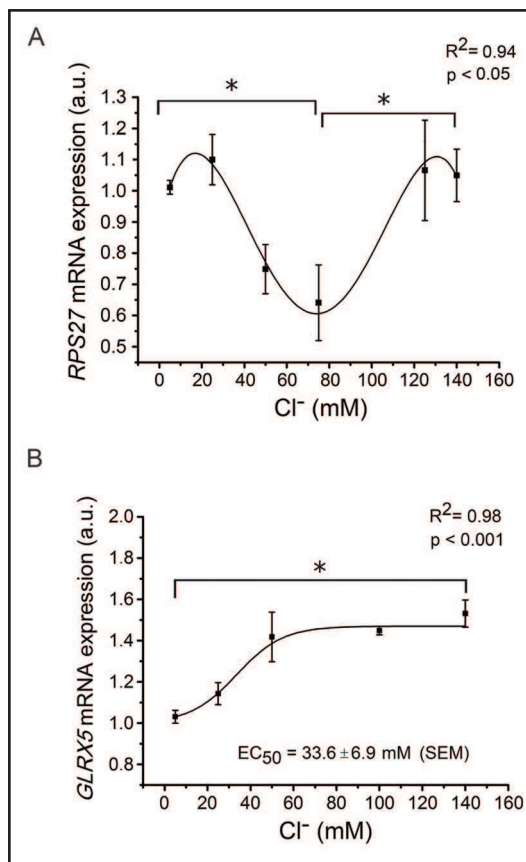 A
R2= 0.94
p < 0.05
*
*
1.3
1.2
1.1
1.0
0.9
0.8
0.7
0.6
0.5
RPS27 mRNA expression (a.u.)
0 20 40 60 80 100 120 140 160
Cl⁻ (mM)
B
R2= 0.98
p < 0.001
*
2.0
1.8
1.6
1.4
1.2
1.0
0.8
GLRX5 mRNA expression (a.u.)
EC50 = 33.6 ±6.9 mM (SEM)
0 20 40 60 80 100 120 140 160
Cl⁻ (mM)